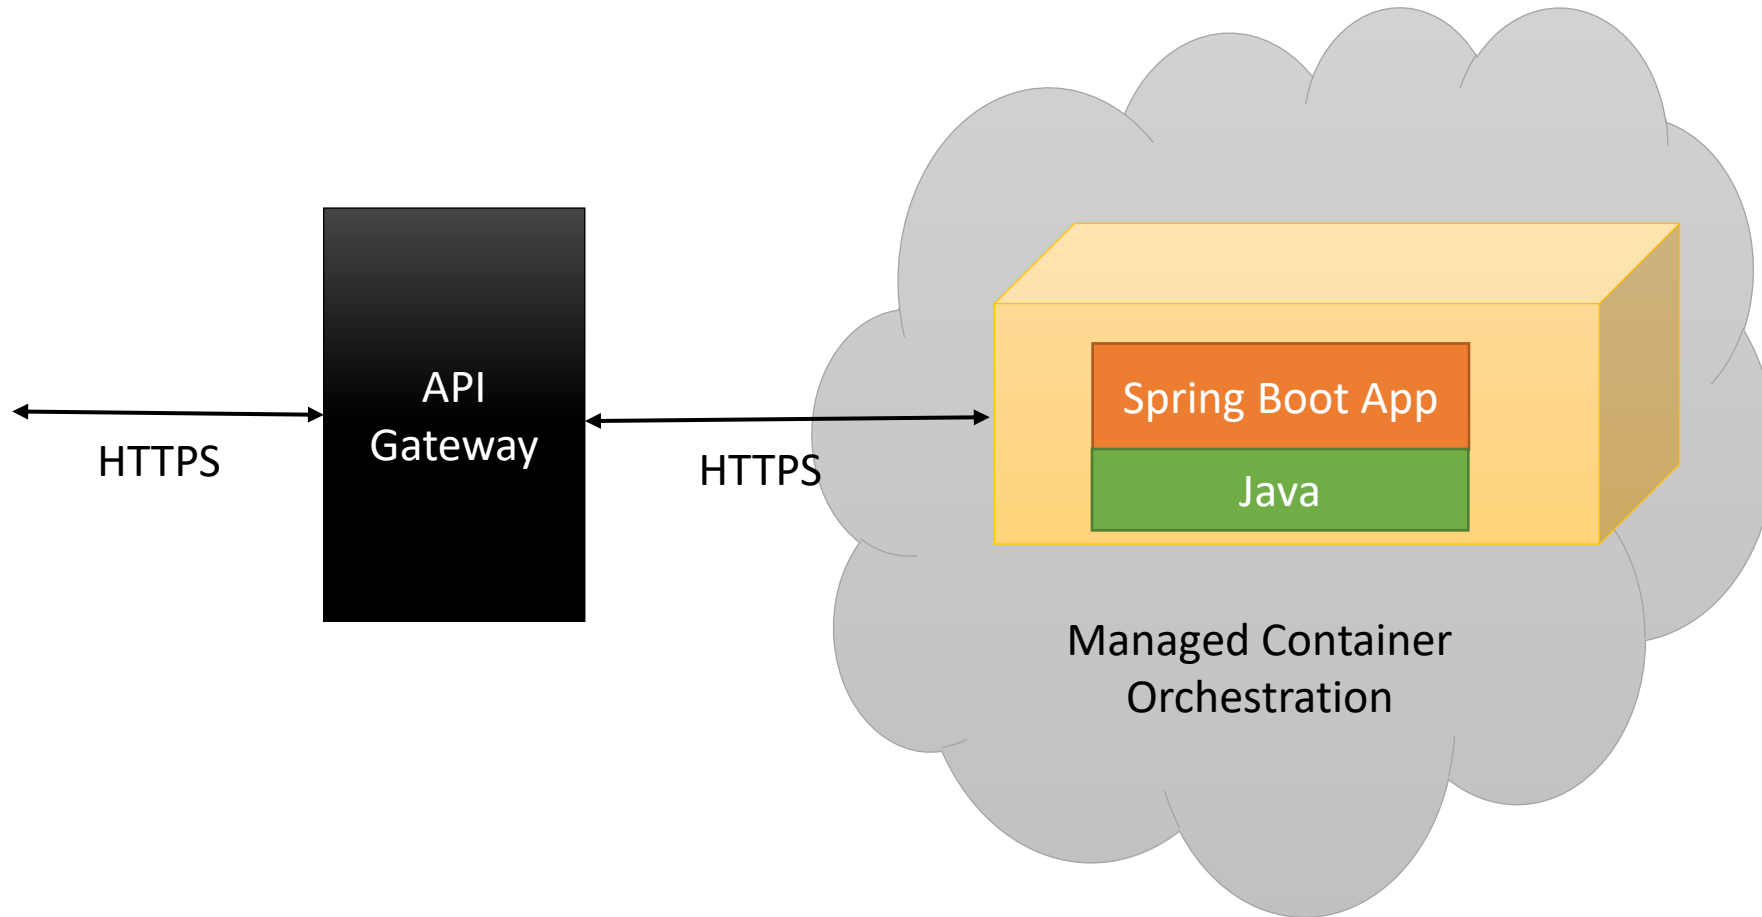 HTTPS
API
Gateway
HTTPS
Spring Boot App
Java
Managed Container
Orchestration